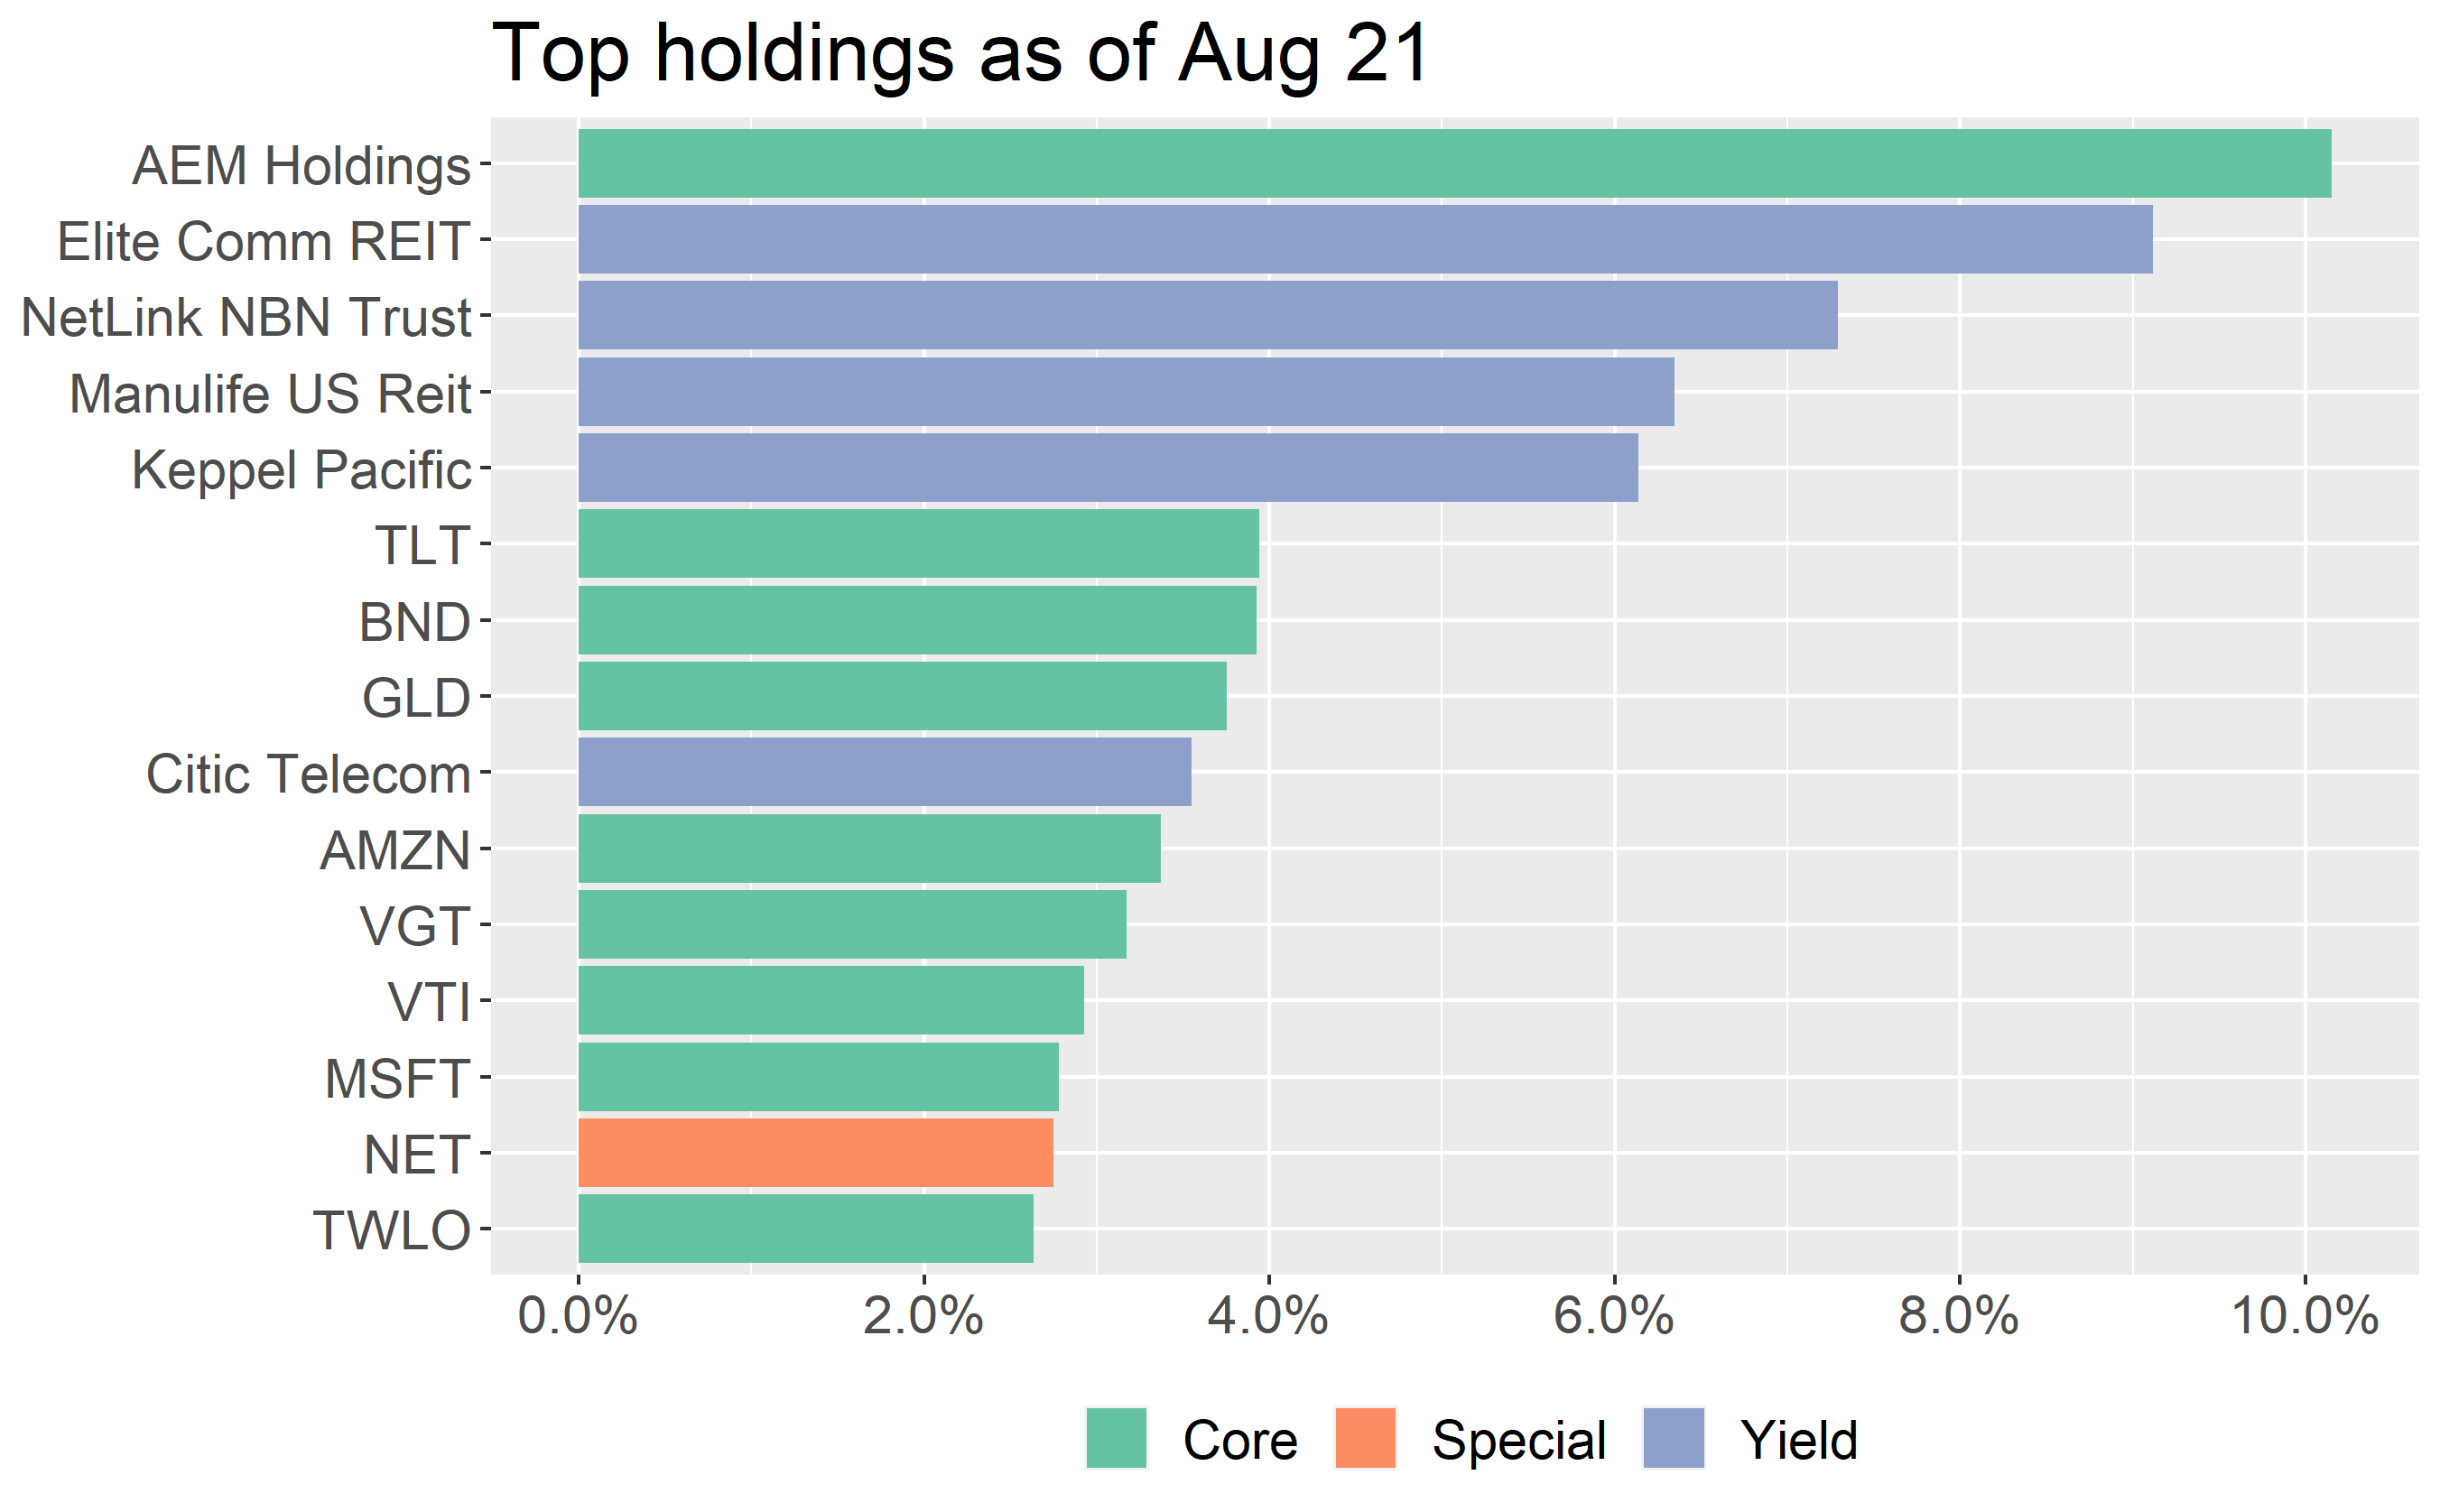 Top holdings as of Aug 21
AEM Holdings
Elite Comm REIT
NetLink NBN Trust
Manulife US Reit
Keppel Pacific
TLT
BND
GLD
Citic Telecom
AMZN
VGT
VTI
MSFT
NET
TWLO
0.0% 2.0% 4.0% 6.0% 8.0% 10.0%
Core Special Yield